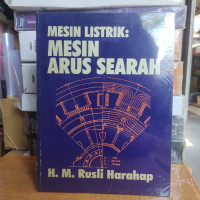 MESIN LISTRIK:
MESIN
ARUS SEARAH
H. M. Rusli Harahap